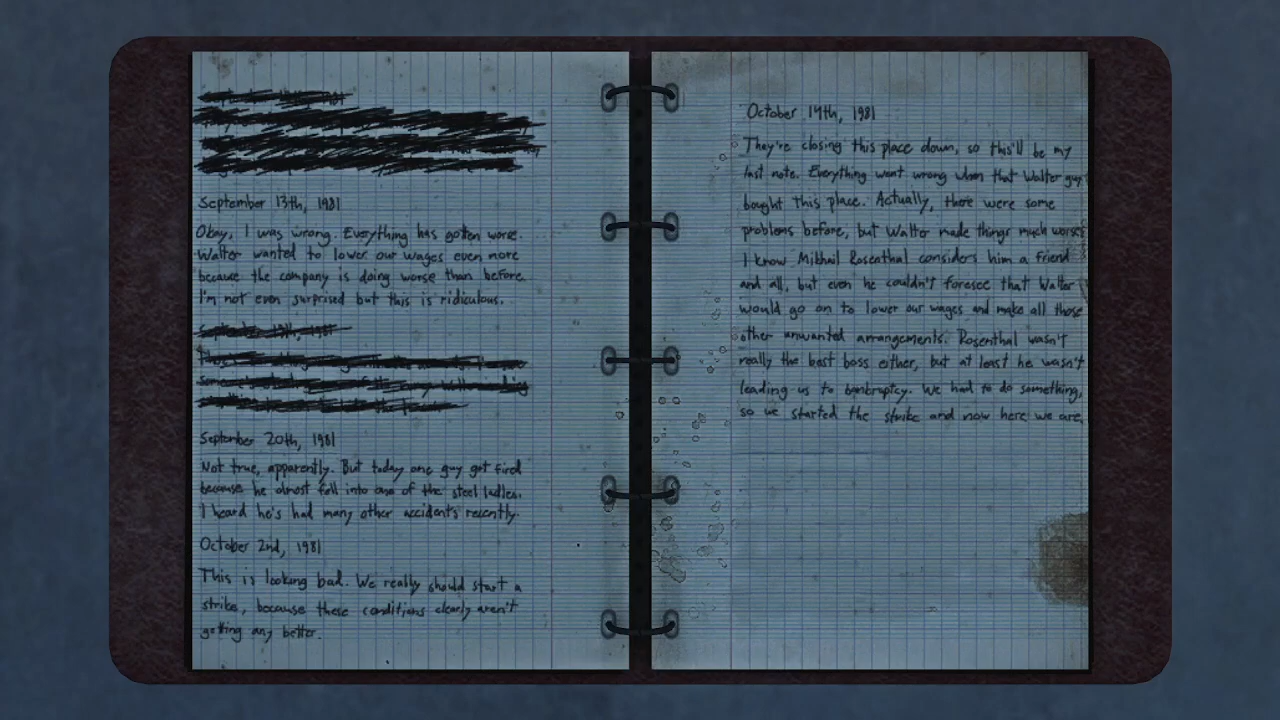 September 13th, 1981
Okay, I was wrong. Everything has gotten worse.
Walter wanted to lower our wages even more
because the company is doing worse than before.
I'm not even surprised but this is ridiculous.
September 20th, 1981
Not true, apparently. But today one guy got fired
because he almost fell into one of the steel ladles.
I heard he's had many other accidents recently.
October 2nd, 1981
This is looking bad. We really should start a
strike, because these conditions clearly aren't
getting any better.
October 14th, 1981
They're closing this place down, so this'll be my
last note. Everything went wrong when that Walter guy
bought this place. Actually, there were some
problems before, but Walter made things much worse.
I know Mikhail Rosenthal considers him a friend
and all, but even he couldn't foresee that Walter
would go on to lower our wages and make all those
other unwanted arrangements. Rosenthal wasn't
really the best boss either, but at least he wasn't
leading us to bankruptcy. We had to do something,
so we started the strike and now here we are.